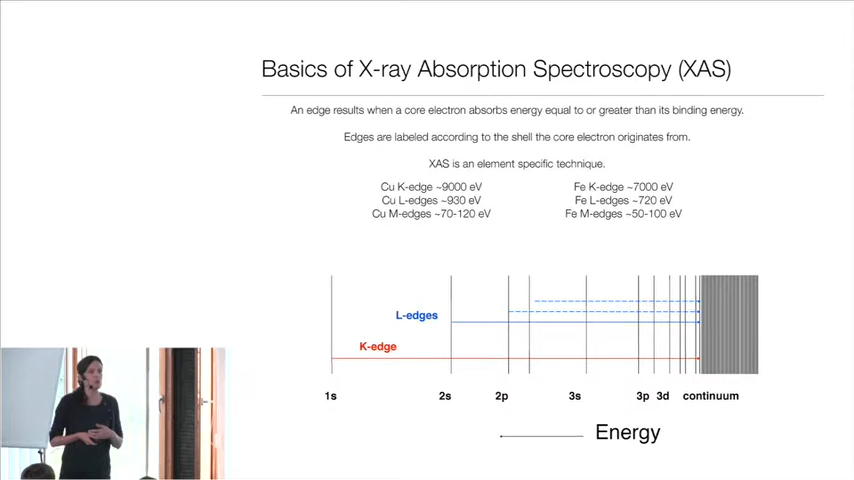 Basics of X-ray Absorption Spectroscopy (XAS)
An edge results when a core electron absorbs energy equal to or greater than its binding energy.
Edges are labeled according to the shell the core electron originates from.
XAS is an element specific technique.
Cu K-edge ~9000 eV
Cu L-edges ~930 eV
Cu M-edges ~70-120 eV
Fe K-edge ~7000 eV
Fe L-edges ~720 eV
Fe M-edges ~50-100 eV
L-edges
K-edge
1s 2s 2p 3s 3p 3d continuum
Energy